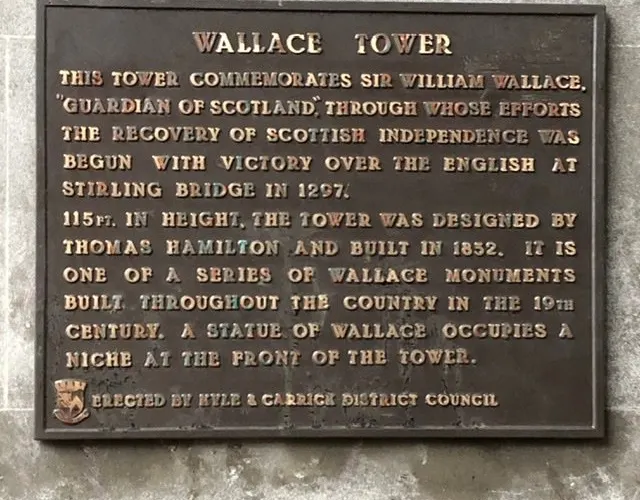 WALLACE TOWER
THIS TOWER COMMEMORATES SIR WILLIAM WALLACE,
"GUARDIAN OF SCOTLAND", THROUGH WHOSE EFFORTS
THE RECOVERY OF SCOTTISH INDEPENDENCE WAS
BEGUN WITH VICTORY OVER THE ENGLISH AT
STIRLING BRIDGE IN 1297.
115FT. IN HEIGHT, THE TOWER WAS DESIGNED BY
THOMAS HAMILTON AND BUILT IN 1832. IT IS
ONE OF A SERIES OF WALLACE MONUMENTS
BUILT THROUGHOUT THE COUNTRY IN THE 19TH
CENTURY. A STATUE OF WALLACE OCCUPIES A
NICHE AT THE FRONT OF THE TOWER.
ERECTED BY KYLE & CARRICK DISTRICT COUNCIL